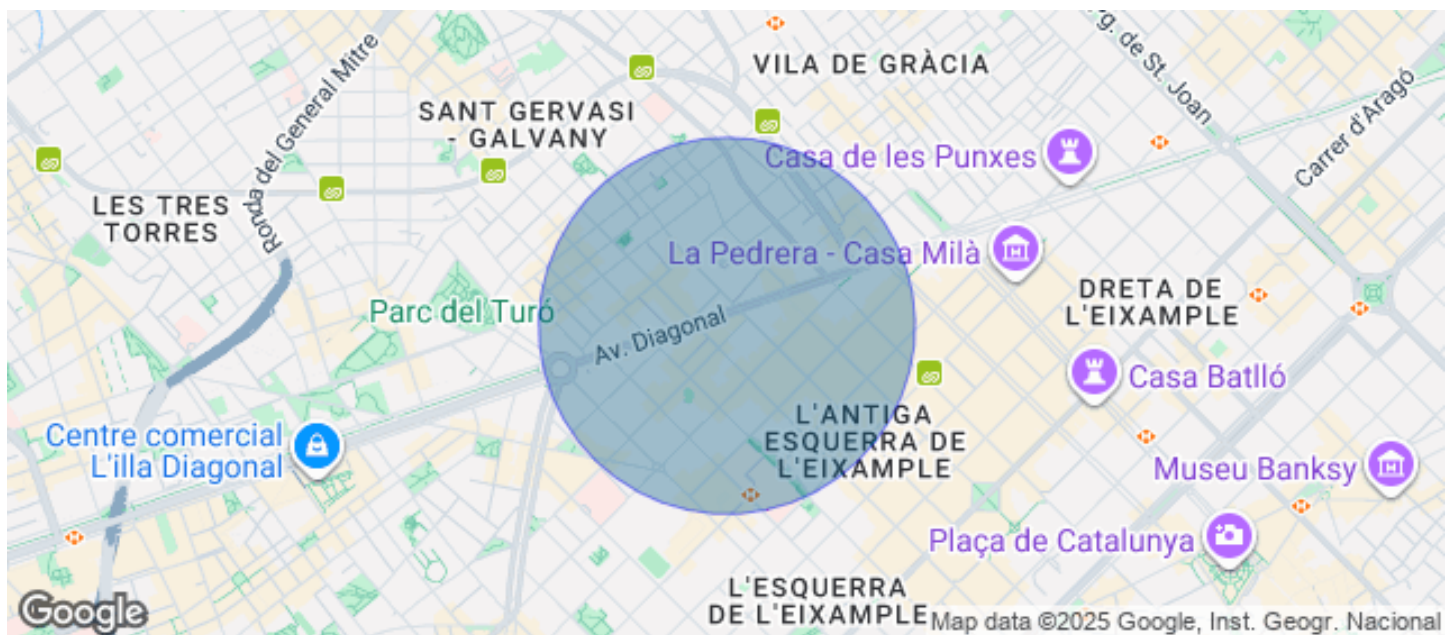 rg. de St. Joan
VILA DE GRÀCIA
Ronda del General Mitre
SANT GERVASI
- GALVANY
Carrer d'Aragó
Casa de les Punxes
LES TRES
TORRES
La Pedrera - Casa Milà
DRETA DE
L'EIXAMPLE
Parc del Turó
Av. Diagonal
Casa Batlló
L'ANTIGA
ESQUERRA DE
L'EIXAMPLE
Centre comercial
L'illa Diagonal
Museu Banksy
Plaça de Catalunya
L'ESQUERRA
DE L'EIXAMPLE
Google
Map data ©2025 Google, Inst. Geogr. Nacional